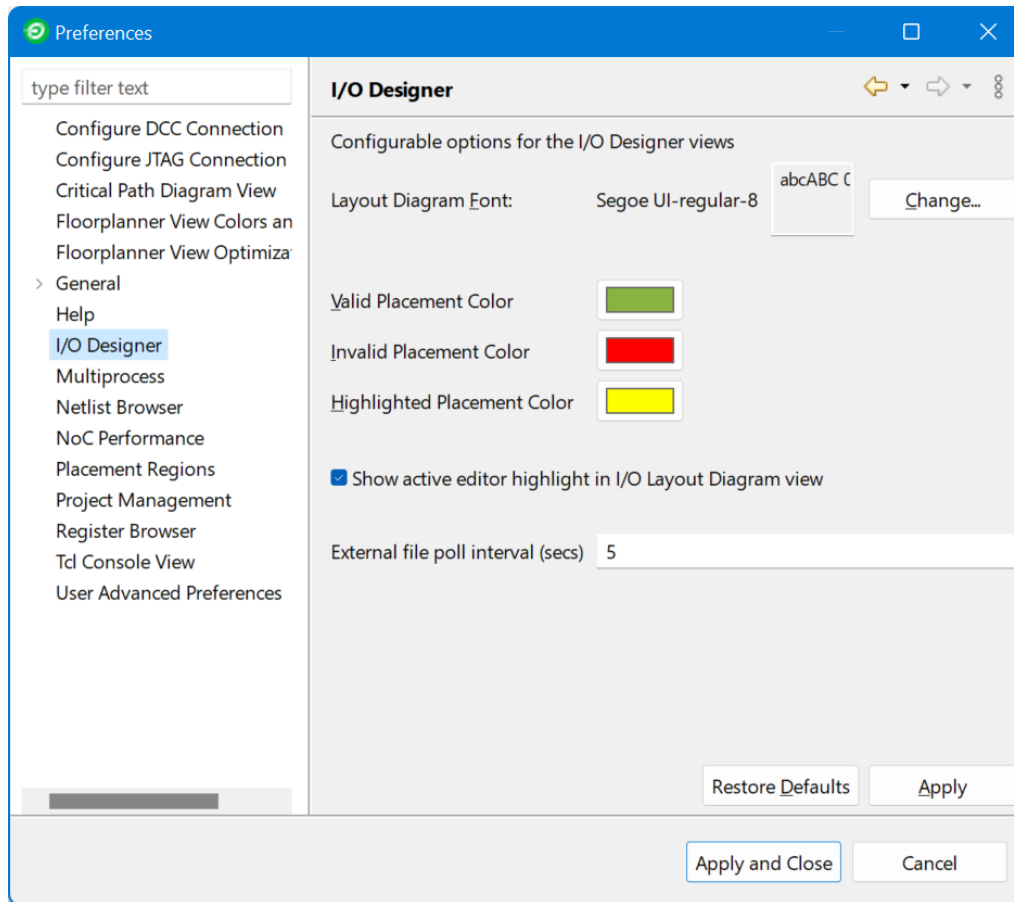 Preferences
type filter text
Configure DCC Connection
Configure JTAG Connection
Critical Path Diagram View
Floorplanner View Colors an
Floorplanner View Optimiza
General
Help
I/O Designer
Multiprocess
Netlist Browser
NoC Performance
Placement Regions
Project Management
Register Browser
Tcl Console View
User Advanced Preferences
I/O Designer
Configurable options for the I/O Designer views
Layout Diagram Font: Segoe UI-regular-8 abcABC Change...
Valid Placement Color
Invalid Placement Color
Highlighted Placement Color
Show active editor highlight in I/O Layout Diagram view
External file poll interval (secs) 5
Restore Defaults Apply
Apply and Close Cancel